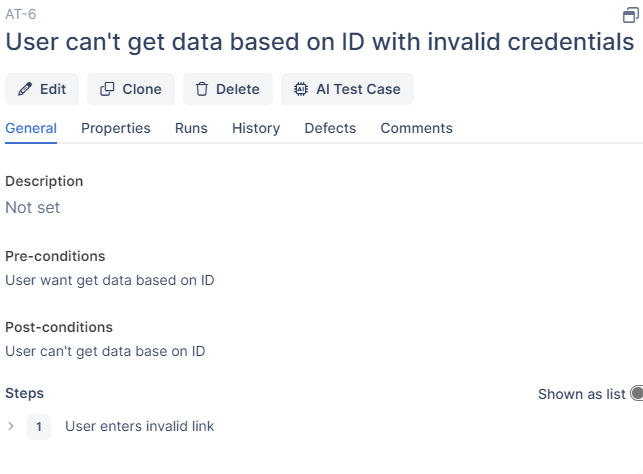 AT-6
User can't get data based on ID with invalid credentials
Edit Clone Delete AI Test Case
General Properties Runs History Defects Comments
Description
Not set
Pre-conditions
User want get data based on ID
Post-conditions
User can't get data base on ID
Steps Shown as list
1 User enters invalid link